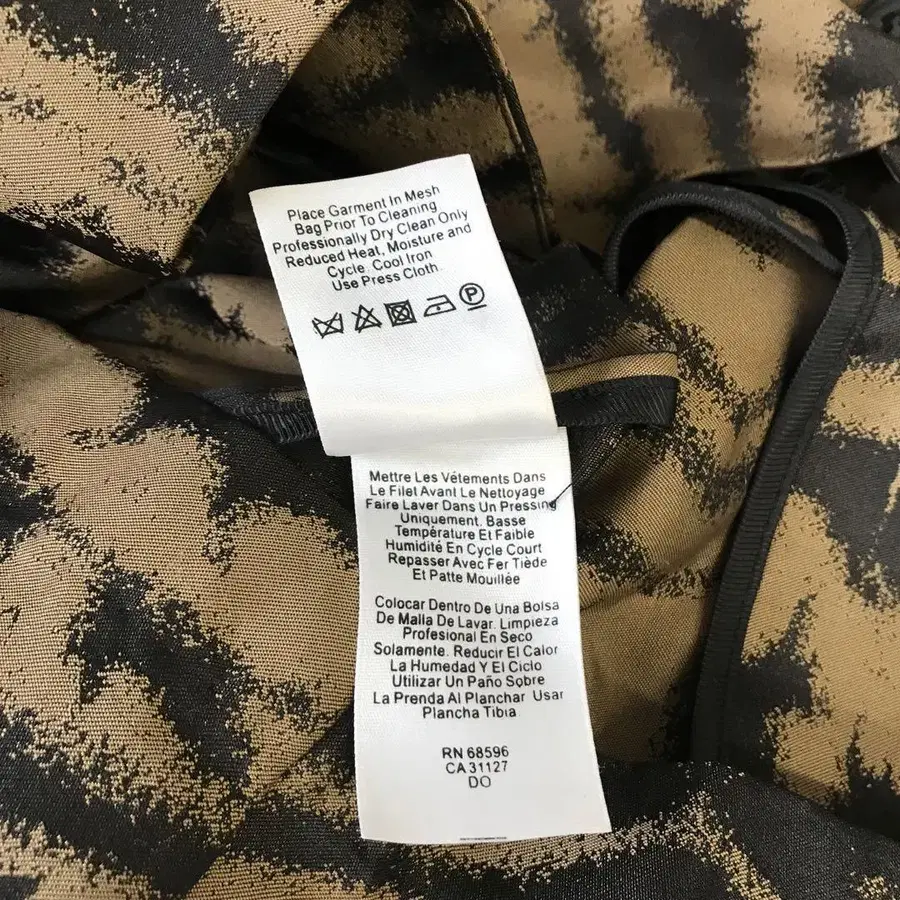 Place Garment In Mesh
Bag Prior To Cleaning
Professionally Dry Clean Only
Reduced Heat, Moisture and
Cycle. Cool Iron
Use Press Cloth.
P
Mettre Les Vétements Dans
Le Filet Avant Le Nettoyage
Faire Laver Dans Un Pressing
Uniquement. Basse
Température Et Faible
Humidité En Cycle Court
Repasser Avec Fer Tiède
Et Patte Mouillée
Colocar Dentro De Una Bolsa
De Malla De Lavar. Limpieza
Profesional En Seco
Solamente. Reducir El Calor
La Humedad Y El Ciclo
Utilizar Un Paño Sobre
La Prenda Al Planchar Usar
Plancha Tibia
RN 68596
CA 31127
DO